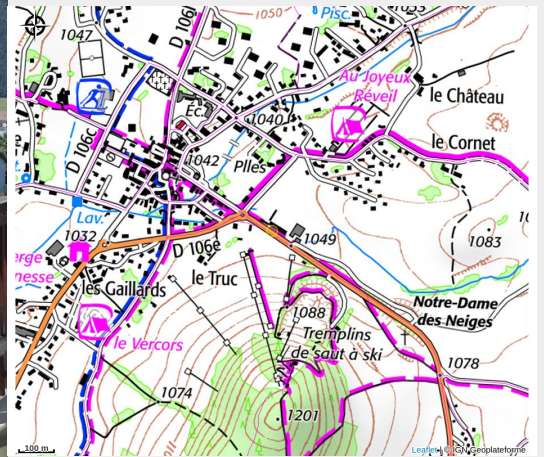 1050
Pisc.
1053
1047
D 106
Au Joyeux
Réveil
le Château
Éc.
1040
le Cornet
D 106c
1042
Plles
Lav.
1032
D 106e
1049
1083
erge
nesse
le Truc
les Gaillards
Notre-Dame
des Neiges
1088
Tremplins
de saut à ski
le Vercors
1078
1074
1201
100 m
Leaflet | © IGN Geoplateforme